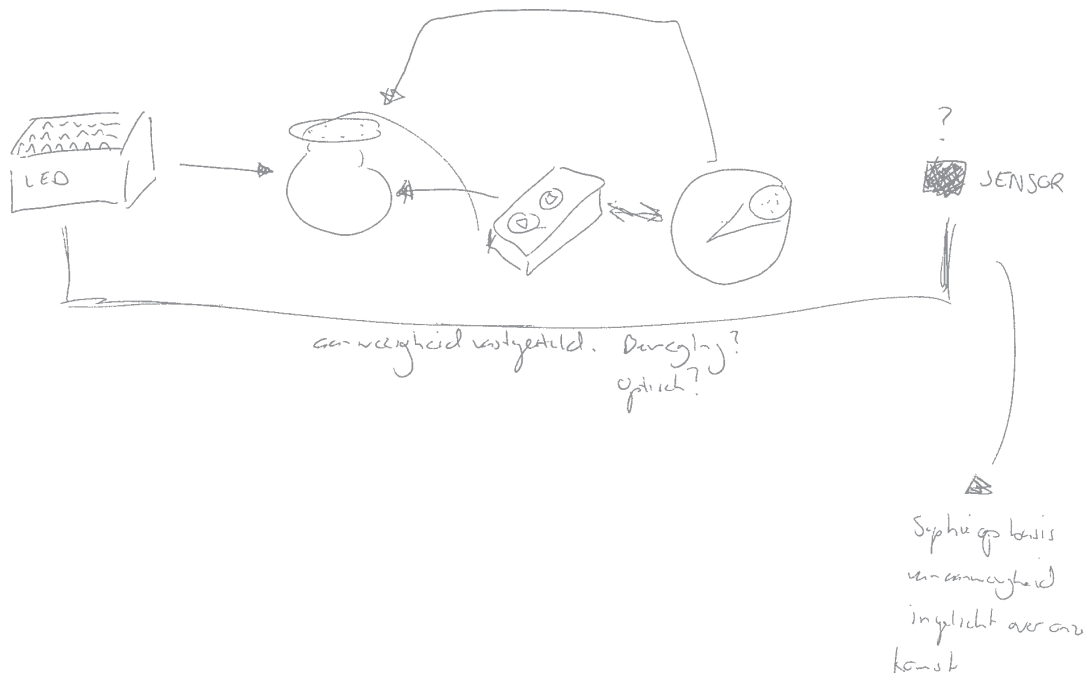 ?
LED
SENSOR
aanwezigheid vastgesteld. Beweging?
Optisch?
Sophie op basis
van aanwezigheid
ingelicht over onze
komst